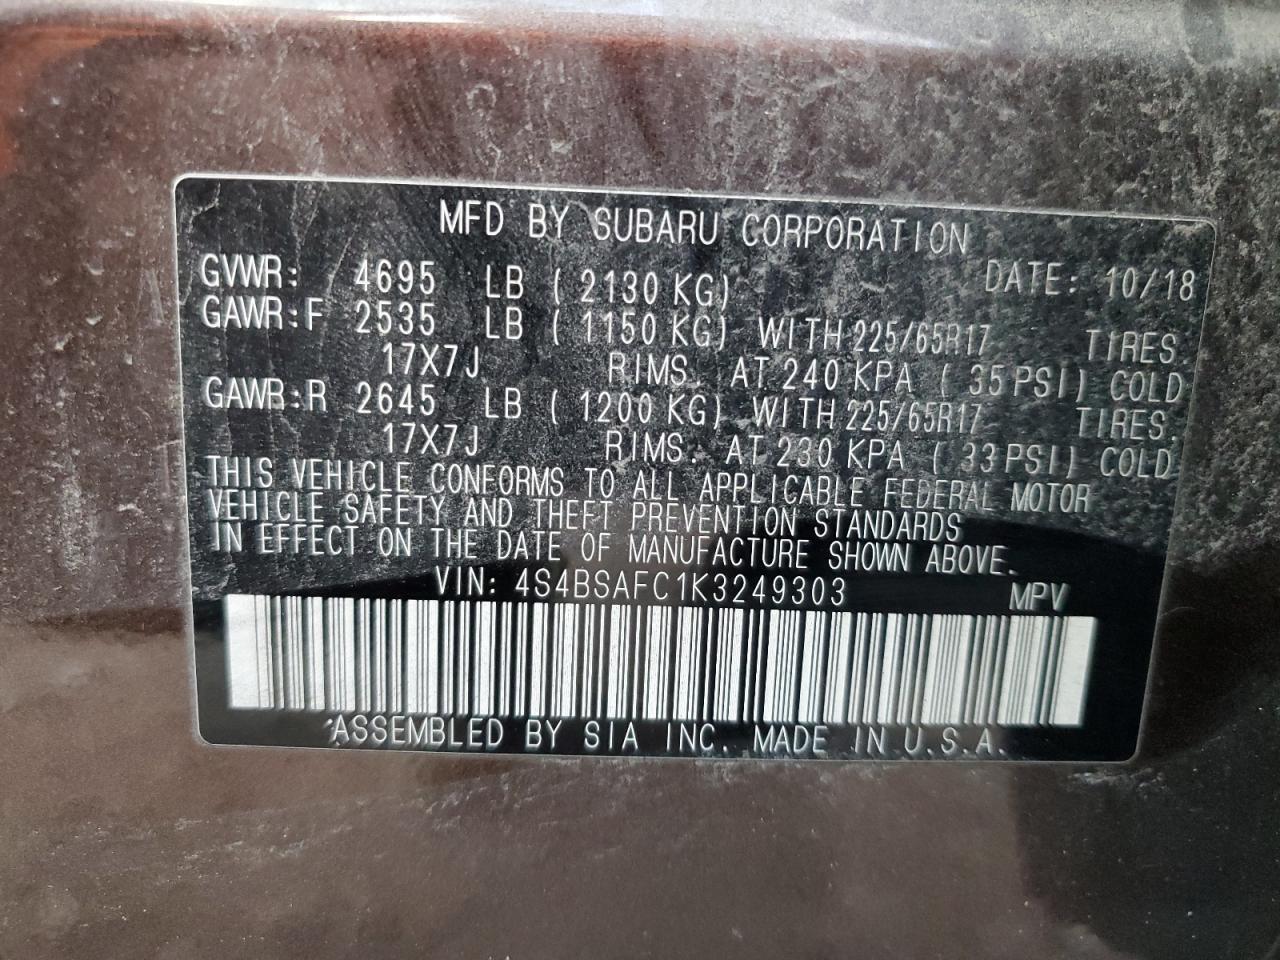 MFD BY SUBARU CORPORATION
GVWR: 4695 LB ( 2130 KG) DATE: 10/18
GAWR:F 2535 LB ( 1150 KG) WITH 225/65R17 TIRES.
17X7J RIMS. AT 240 KPA ( 35 PSI) COLD
GAWR:R 2645 LB ( 1200 KG) WITH 225/65R17 TIRES.
17X7J RIMS. AT 230 KPA ( 33 PSI) COLD
THIS VEHICLE CONFORMS TO ALL APPLICABLE FEDERAL MOTOR
VEHICLE SAFETY AND THEFT PREVENTION STANDARDS
IN EFFECT ON THE DATE OF MANUFACTURE SHOWN ABOVE.
VIN: 4S4BSAFC1K3249303 MPV
ASSEMBLED BY SIA INC. MADE IN U.S.A.